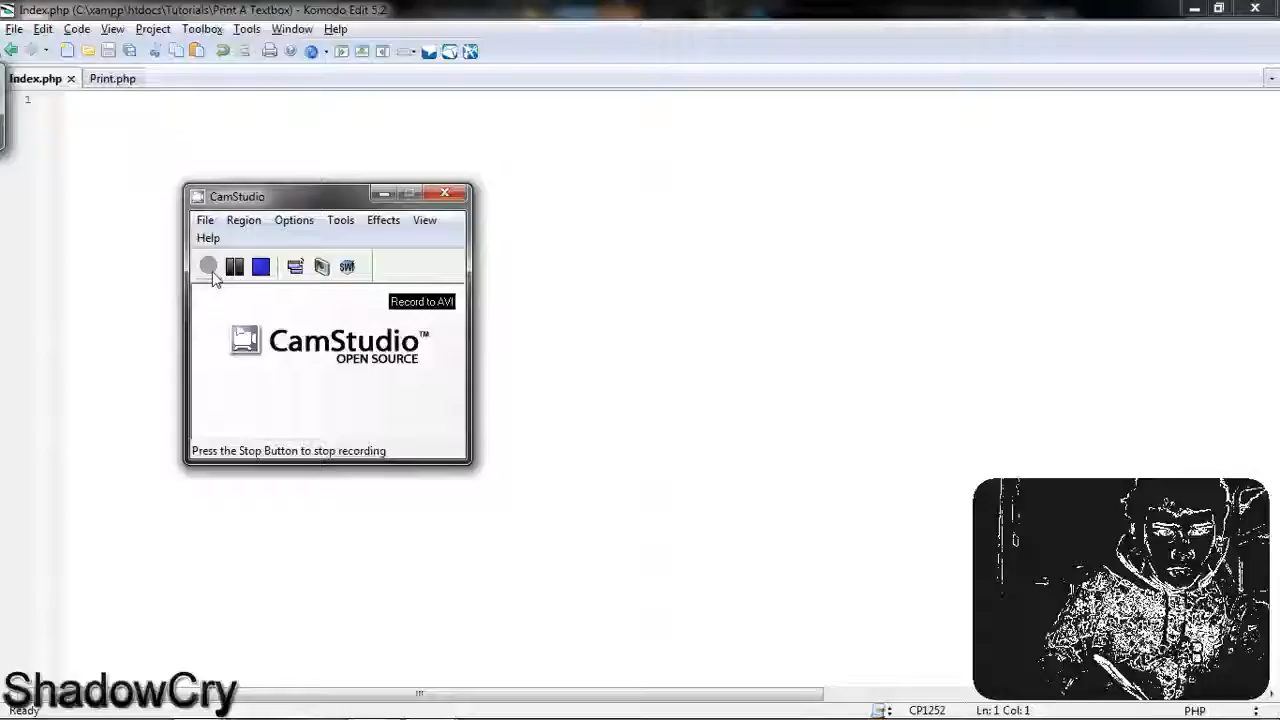 Index.php (C:\xampp\htdocs\Tutorials\Print A Textbox) - Komodo Edit 5.2
File Edit Code View Project Toolbox Tools Window Help
Index.php Print.php
1
CamStudio
File Region Options Tools Effects View
Help
SWF
Record to AVI
CamStudio™
OPEN SOURCE
Press the Stop Button to stop recording
ShadowCry
Ready CP1252 Ln: 1 Col: 1 PHP